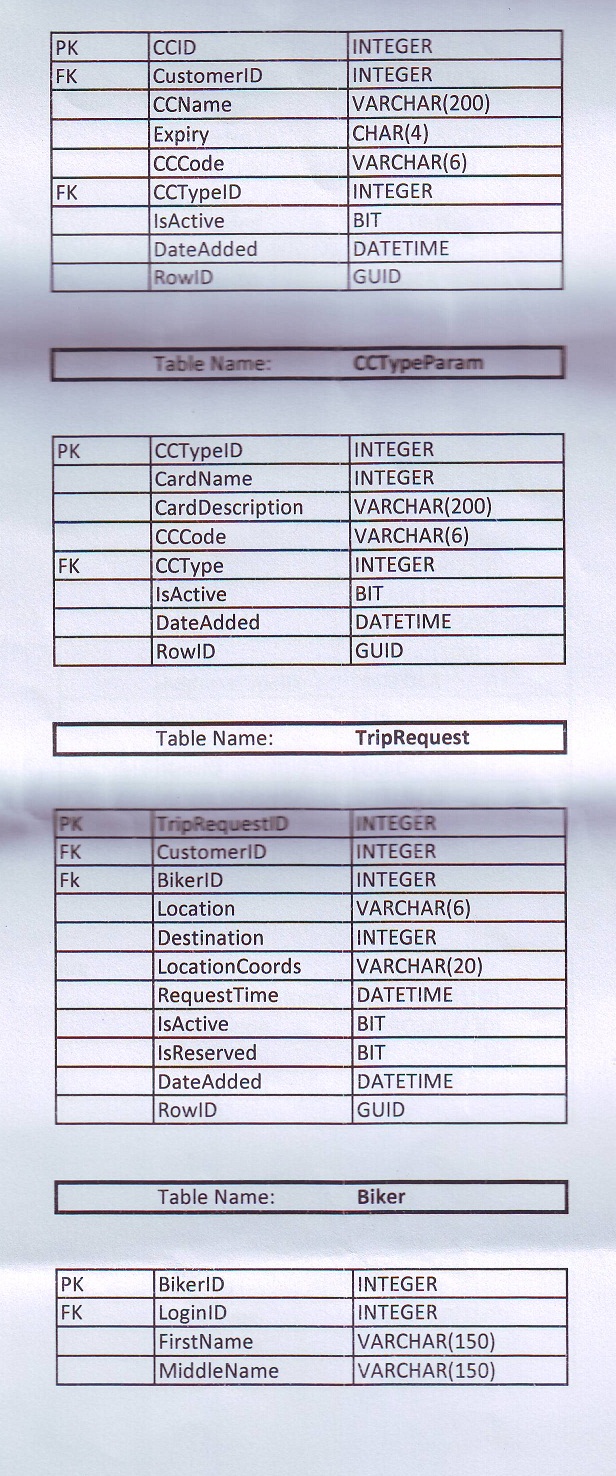 PK CCID INTEGER
FK CustomerID INTEGER
CCName VARCHAR(200)
Expiry CHAR(4)
CCCode VARCHAR(6)
FK CCTypeID INTEGER
IsActive BIT
DateAdded DATETIME
RowID GUID
Table Name: CCTypeParam
PK CCTypeID INTEGER
CardName INTEGER
CardDescription VARCHAR(200)
CCCode VARCHAR(6)
FK CCType INTEGER
IsActive BIT
DateAdded DATETIME
RowID GUID
Table Name: TripRequest
PK TripRequestID INTEGER
FK CustomerID INTEGER
Fk BikerID INTEGER
Location VARCHAR(6)
Destination INTEGER
LocationCoords VARCHAR(20)
RequestTime DATETIME
IsActive BIT
IsReserved BIT
DateAdded DATETIME
RowID GUID
Table Name: Biker
PK BikerID INTEGER
FK LoginID INTEGER
FirstName VARCHAR(150)
MiddleName VARCHAR(150)